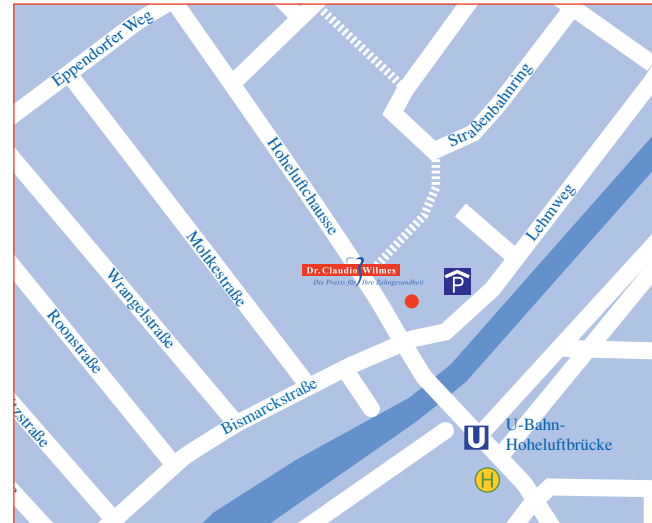 Eppendorfer Weg
Straßenbahnring
Hoheluftchausse
Lehmweg
Moltkestraße
Dr. Claudio Wilmes
Die Praxis für Ihre Zahngesundheit
P
Wrangelstraße
Roonstraße
Bismarckstraße
tzstraße
U
U-Bahn-
Hoheluftbrücke
H